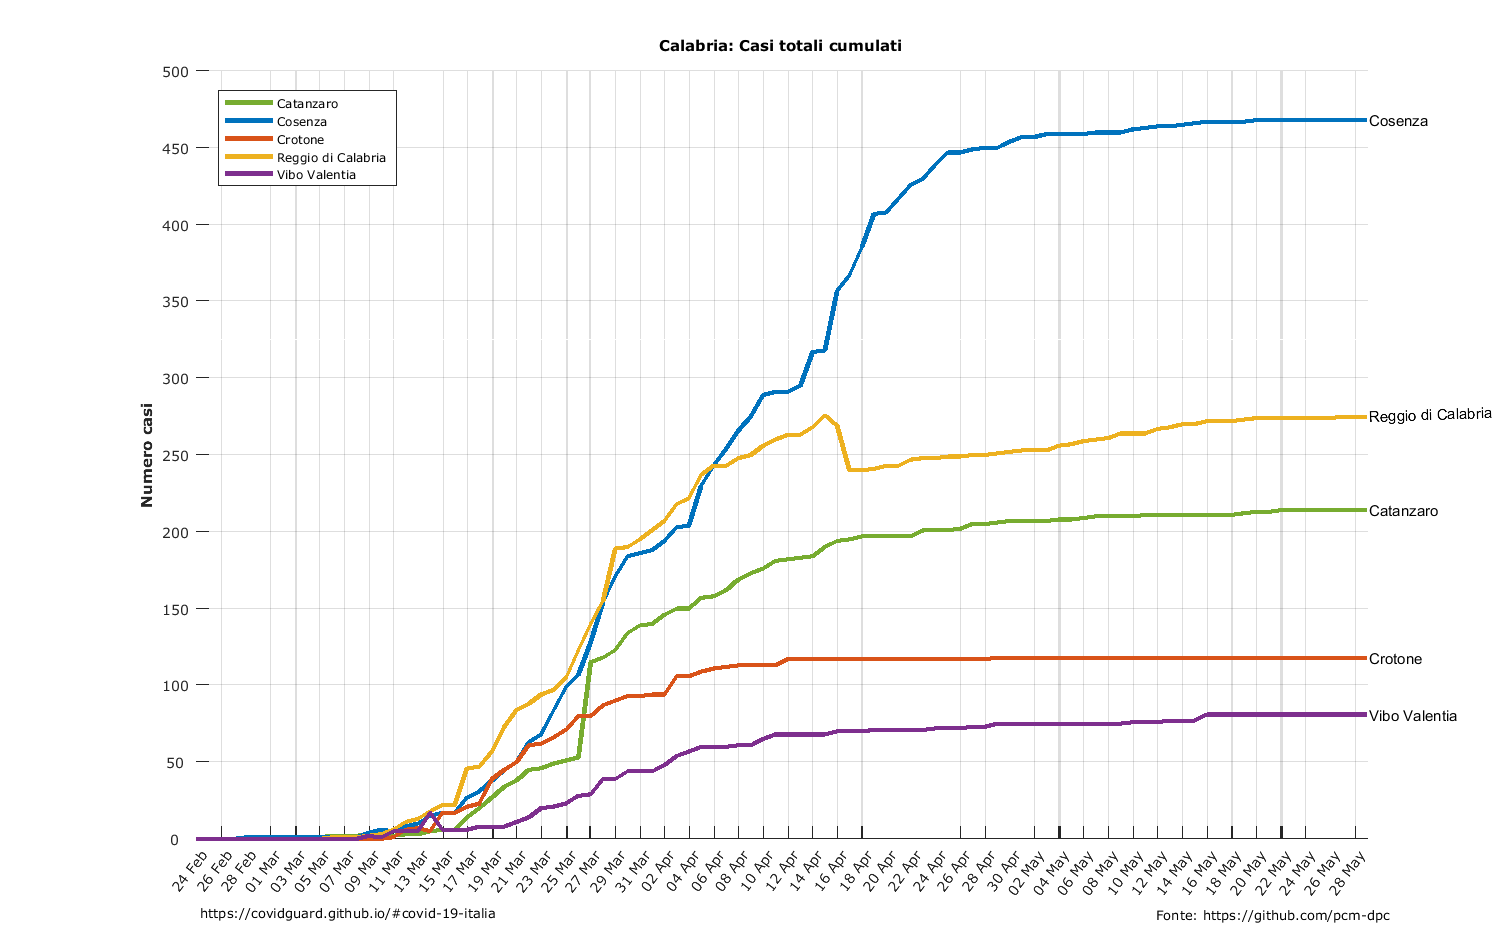 Calabria: Casi totali cumulati
500
450
400
350
300
250
200
150
100
50
0
Numero casi
Catanzaro
Cosenza
Crotone
Reggio di Calabria
Vibo Valentia
Cosenza
Reggio di Calabria
Catanzaro
Crotone
Vibo Valentia
24 Feb
26 Feb
28 Feb
01 Mar
03 Mar
05 Mar
07 Mar
09 Mar
11 Mar
13 Mar
15 Mar
17 Mar
19 Mar
21 Mar
23 Mar
25 Mar
27 Mar
29 Mar
31 Mar
02 Apr
04 Apr
06 Apr
08 Apr
10 Apr
12 Apr
14 Apr
16 Apr
18 Apr
20 Apr
22 Apr
24 Apr
26 Apr
28 Apr
30 Apr
02 May
04 May
06 May
08 May
10 May
12 May
14 May
16 May
18 May
20 May
22 May
24 May
26 May
28 May
https://covidguard.github.io/#covid-19-italia
Fonte: https://github.com/pcm-dpc